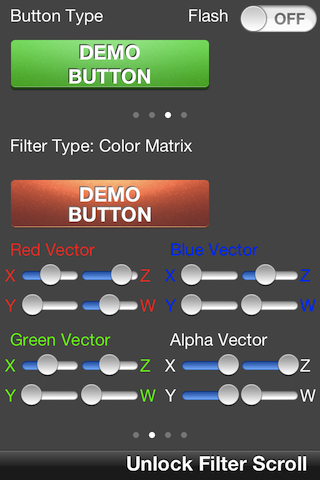 Button Type Flash OFF
DEMO
BUTTON
Filter Type: Color Matrix
DEMO
BUTTON
Red Vector Blue Vector
X Z X Z
Y W Y W
Green Vector Alpha Vector
X Z X Z
Y W Y W
Unlock Filter Scroll